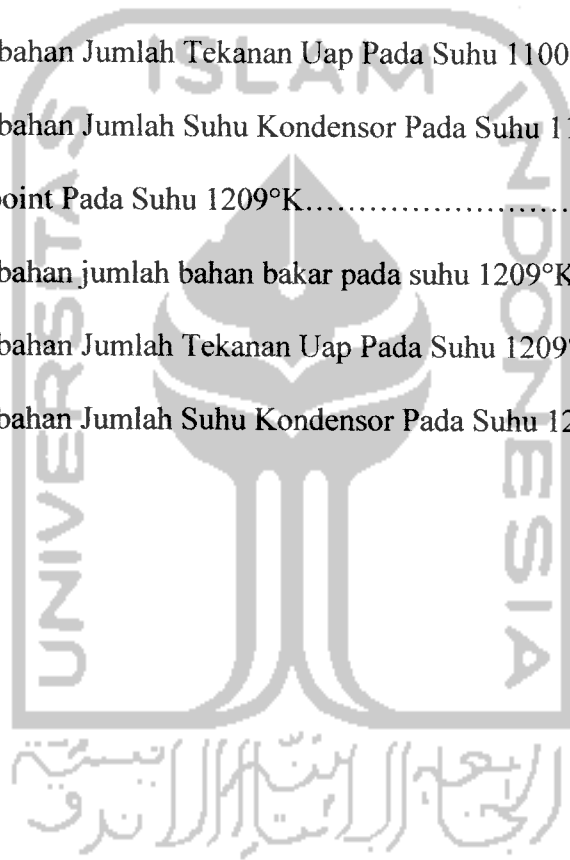 bahan Jumlah Tekanan Uap Pada Suhu 1100
ISLAM
bahan Jumlah Suhu Kondensor Pada Suhu 11
point Pada Suhu 1209°K..........................
bahan jumlah bahan bakar pada suhu 1209°K
bahan Jumlah Tekanan Uap Pada Suhu 1209°
bahan Jumlah Suhu Kondensor Pada Suhu 12
UNIVERSITAS
INDONESIA